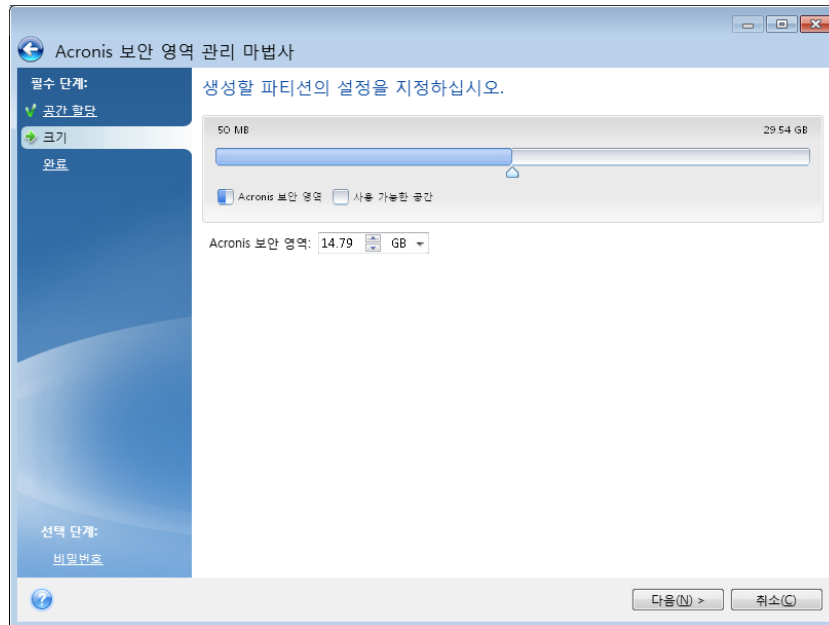 Acronis 보안 영역 관리 마법사
필수 단계:
공간 할당
크기
완료
생성할 파티션의 설정을 지정하십시오.
50 MB
29.54 GB
Acronis 보안 영역
사용 가능한 공간
Acronis 보안 영역: 14.79 GB
선택 단계:
비밀번호
다음(N) >
취소(C)